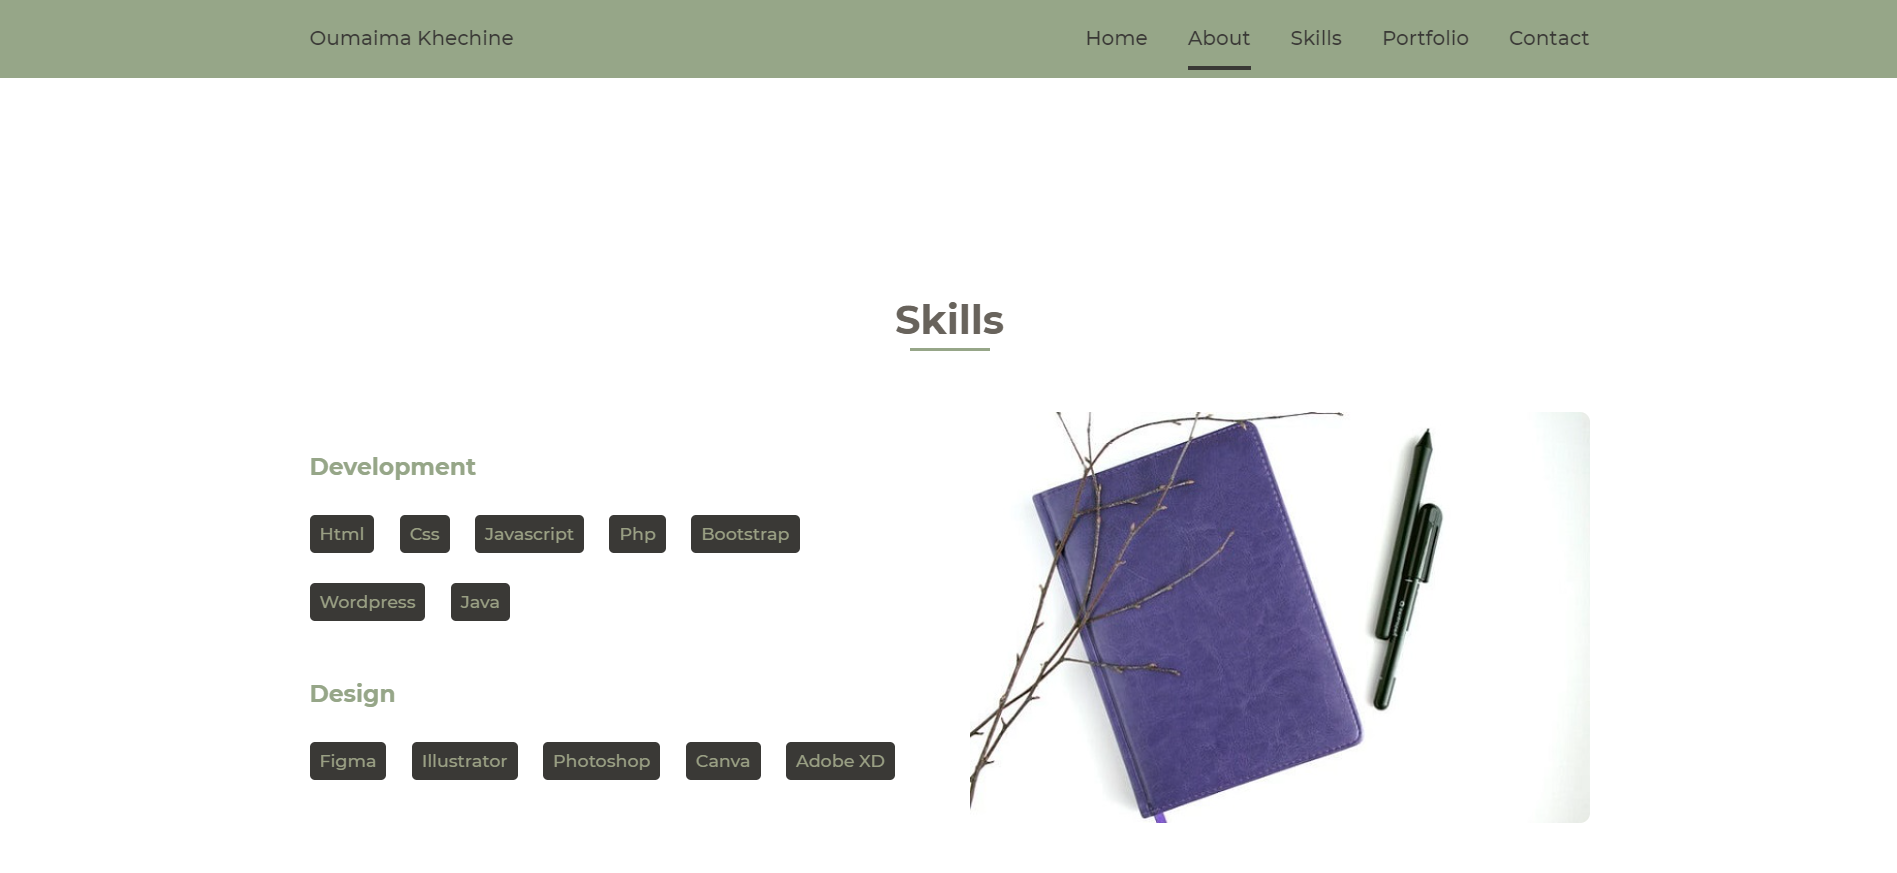 Oumaima Khechine
Home About Skills Portfolio Contact
Skills
Development
Html Css Javascript Php Bootstrap
Wordpress Java
Design
Figma Illustrator Photoshop Canva Adobe XD